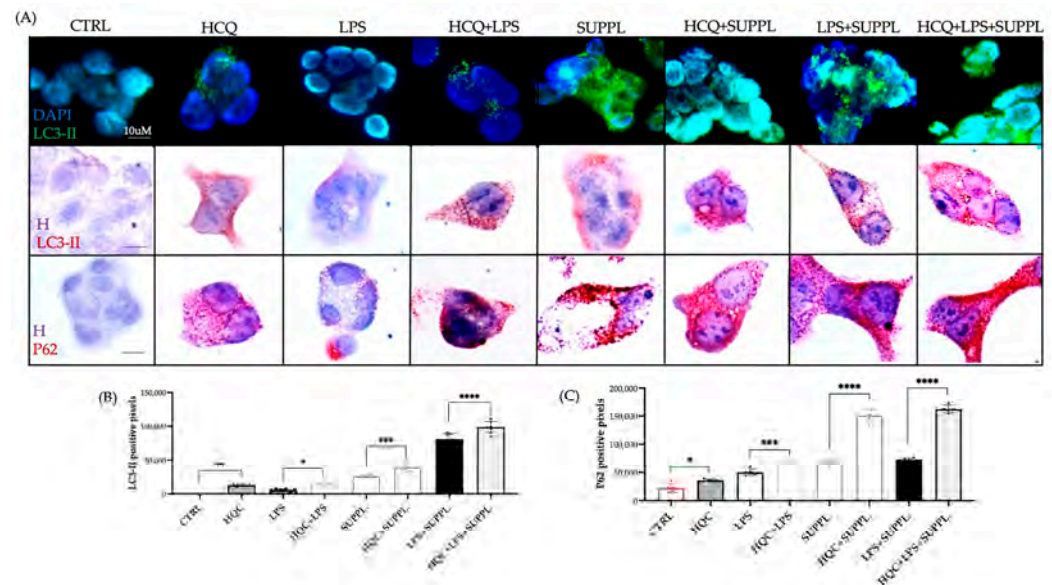 (A)
CTRL HCQ LPS HCQ+LPS SUPPL HCQ+SUPPL LPS+SUPPL HCQ+LPS+SUPPL
DAPI
LC3-II
10uM
H
LC3-II
H
P62
(B)
LC3-II positive pixels
150,000
100,000
50,000
0
*
***
****
CTRL
HQC
LPS
HQC+LPS
SUPPL
HQC+SUPPL
LPS+SUPPL
HQC+LPS+SUPPL
(C)
P62 positive pixels
200,000
150,000
100,000
50,000
0
*
***
****
****
CTRL
HQC
LPS
HQC+LPS
SUPPL
HQC+SUPPL
LPS+SUPPL
HQC+LPS+SUPPL